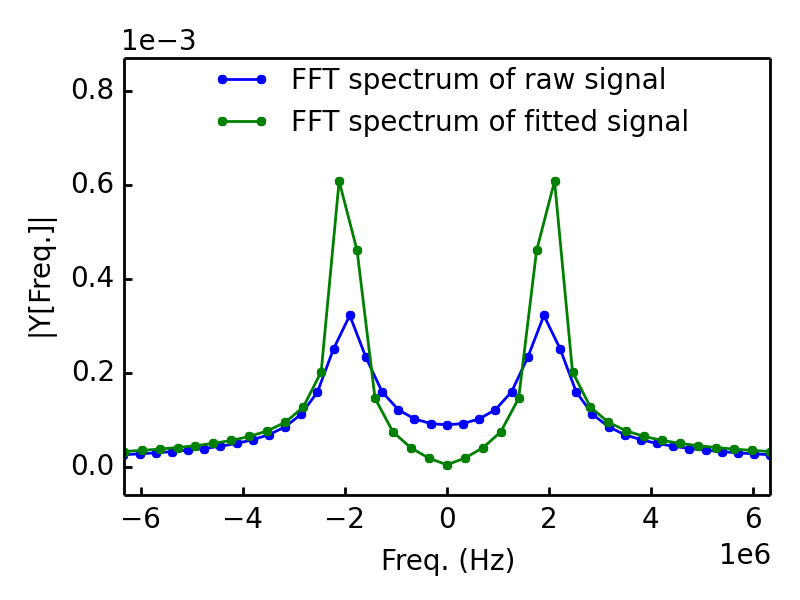 1e−3
FFT spectrum of raw signal
FFT spectrum of fitted signal
0.8
0.6
0.4
0.2
0.0
|Y[Freq.]|
−6 −4 −2 0 2 4 6
1e6
Freq. (Hz)